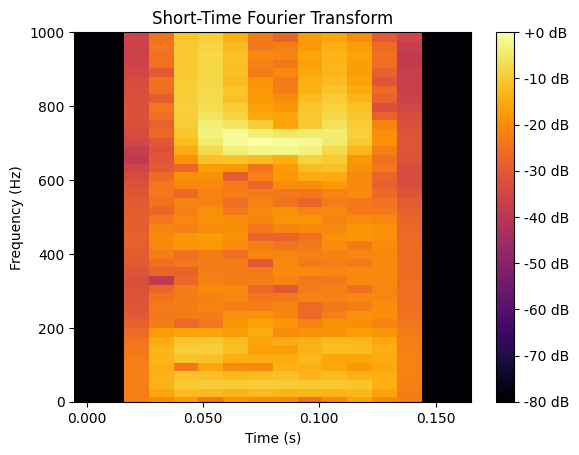 Short-Time Fourier Transform
Frequency (Hz)
1000
800
600
400
200
0
0.000
0.050
0.100
0.150
Time (s)
+0 dB
-10 dB
-20 dB
-30 dB
-40 dB
-50 dB
-60 dB
-70 dB
-80 dB